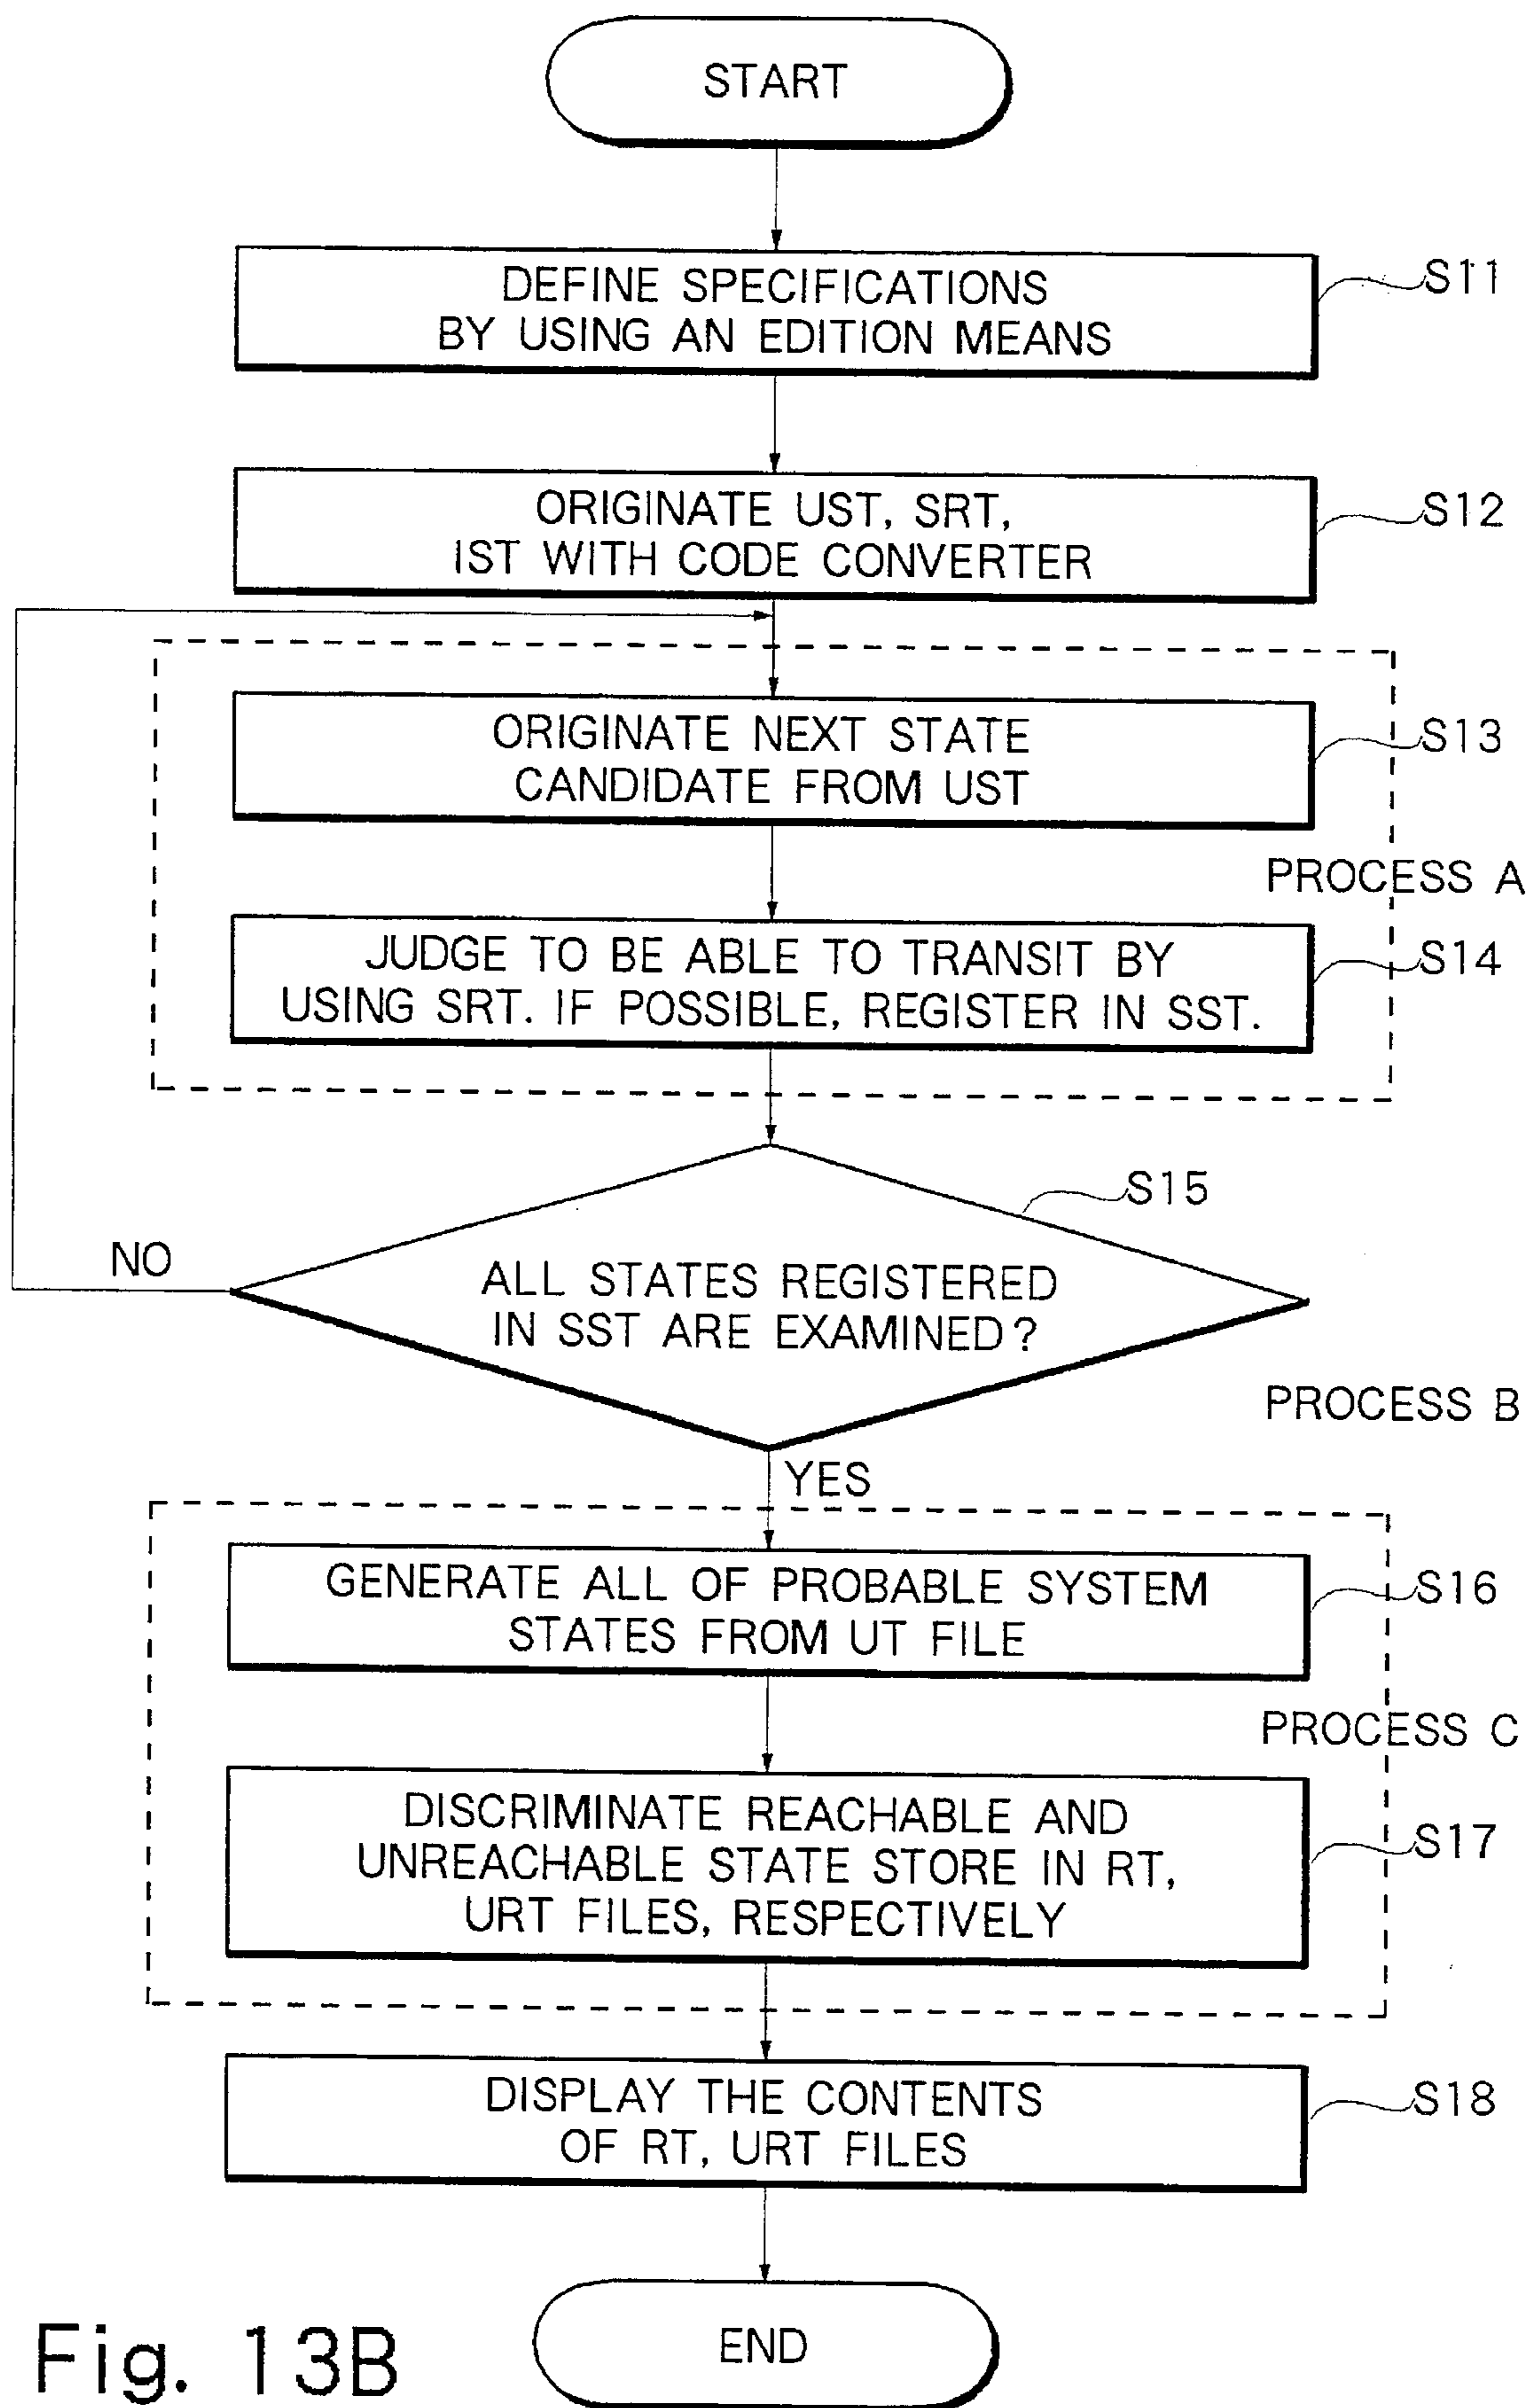 START
DEFINE SPECIFICATIONS
BY USING AN EDITION MEANS
S11
ORIGINATE UST, SRT,
IST WITH CODE CONVERTER
S12
ORIGINATE NEXT STATE
CANDIDATE FROM UST
S13
PROCESS A
JUDGE TO BE ABLE TO TRANSIT BY
USING SRT. IF POSSIBLE, REGISTER IN SST.
S14
S15
NO
ALL STATES REGISTERED
IN SST ARE EXAMINED?
PROCESS B
YES
GENERATE ALL OF PROBABLE SYSTEM
STATES FROM UT FILE
S16
PROCESS C
DISCRIMINATE REACHABLE AND
UNREACHABLE STATE STORE IN RT,
URT FILES, RESPECTIVELY
S17
DISPLAY THE CONTENTS
OF RT, URT FILES
S18
END
Fig. 13B